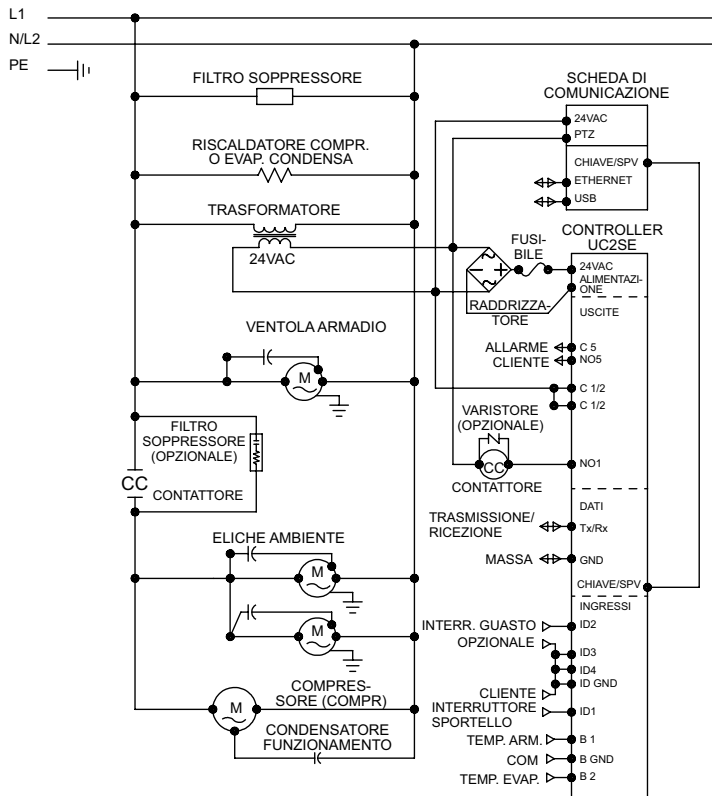 L1
N/L2
PE
FILTRO SOPPRESSORE
RISCALDATORE COMPR.
O EVAP. CONDENSA
TRASFORMATORE
24VAC
VENTOLA ARMADIO
M
FILTRO
SOPPRESSORE
(OPZIONALE)
CC
CONTATTORE
ELICHE AMBIENTE
M
M
COMPRES-
SORE (COMPR)
M
CONDENSATORE
FUNZIONAMENTO
SCHEDA DI
COMUNICAZIONE
24VAC
PTZ
CHIAVE/SPV
ETHERNET
USB
CONTROLLER
UC2SE
FUSI-
BILE
RADDRIZZA-
TORE
24VAC
ALIMENTAZI-
ONE
USCITE
ALLARME
CLIENTE
C 5
NO5
C 1/2
C 1/2
VARISTORE
(OPZIONALE)
CC
CONTATTORE
NO1
DATI
TRASMISSIONE/
RICEZIONE
Tx/Rx
MASSA
GND
CHIAVE/SPV
INGRESSI
INTERR. GUASTO
ID2
OPZIONALE
ID3
ID4
ID GND
CLIENTE
INTERRUTTORE
SPORTELLO
ID1
TEMP. ARM.
B 1
COM
B GND
TEMP. EVAP.
B 2